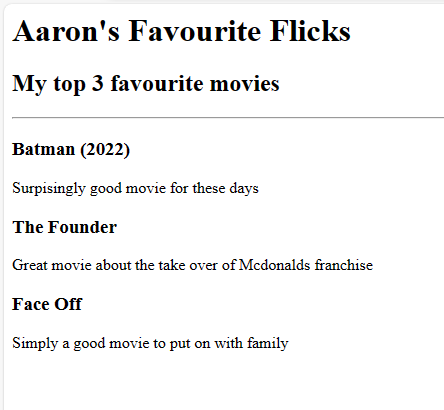 Aaron's Favourite Flicks
My top 3 favourite movies
Batman (2022)
Surpisingly good movie for these days
The Founder
Great movie about the take over of Mcdonalds franchise
Face Off
Simply a good movie to put on with family